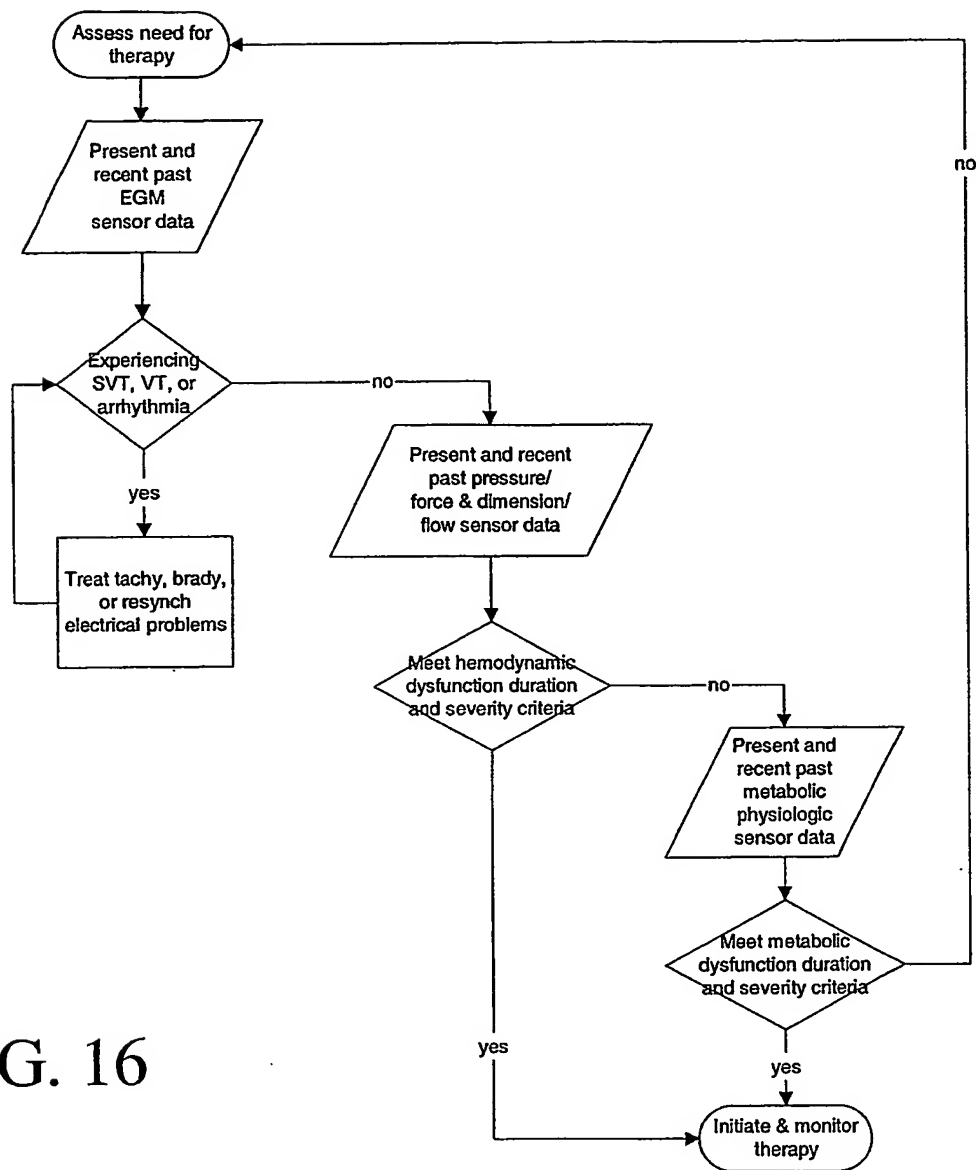 Assess need for
therapy
Present and
recent past
EGM
sensor data
Experiencing
SVT, VT, or
arrhythmia
no
yes
Treat tachy, brady,
or resynch
electrical problems
Present and recent
past pressure/
force & dimension/
flow sensor data
Meet hemodynamic
dysfunction duration
and severity criteria
no
yes
Present and
recent past
metabolic
physiologic
sensor data
Meet metabolic
dysfunction duration
and severity criteria
no
yes
Initiate & monitor
therapy
G. 16